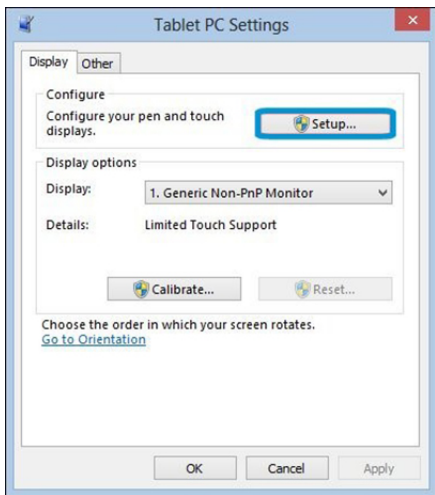 Tablet PC Settings
Display
Other
Configure
Configure your pen and touch
displays.
Setup...
Display options
Display:
1. Generic Non-PnP Monitor
Details:
Limited Touch Support
Calibrate...
Reset...
Choose the order in which your screen rotates.
Go to Orientation
OK
Cancel
Apply